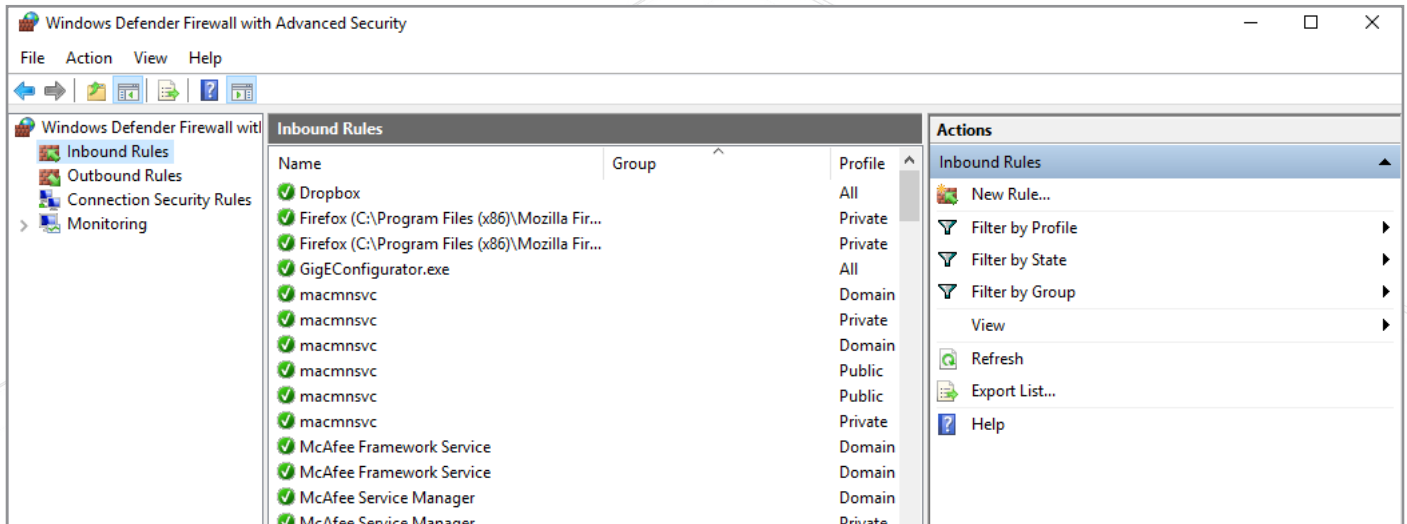 Windows Defender Firewall with Advanced Security
File Action View Help
Windows Defender Firewall witl
Inbound Rules
Outbound Rules
Connection Security Rules
Monitoring
Inbound Rules
Name Group Profile
Dropbox All
Firefox (C:\Program Files (x86)\Mozilla Fir... Private
Firefox (C:\Program Files (x86)\Mozilla Fir... Private
GigEConfigurator.exe All
macmnsvc Domain
macmnsvc Private
macmnsvc Domain
macmnsvc Public
macmnsvc Public
macmnsvc Private
McAfee Framework Service Domain
McAfee Framework Service Domain
McAfee Service Manager Domain
McAfee Service Manager Private
Actions
Inbound Rules
New Rule...
Filter by Profile
Filter by State
Filter by Group
View
Refresh
Export List...
Help